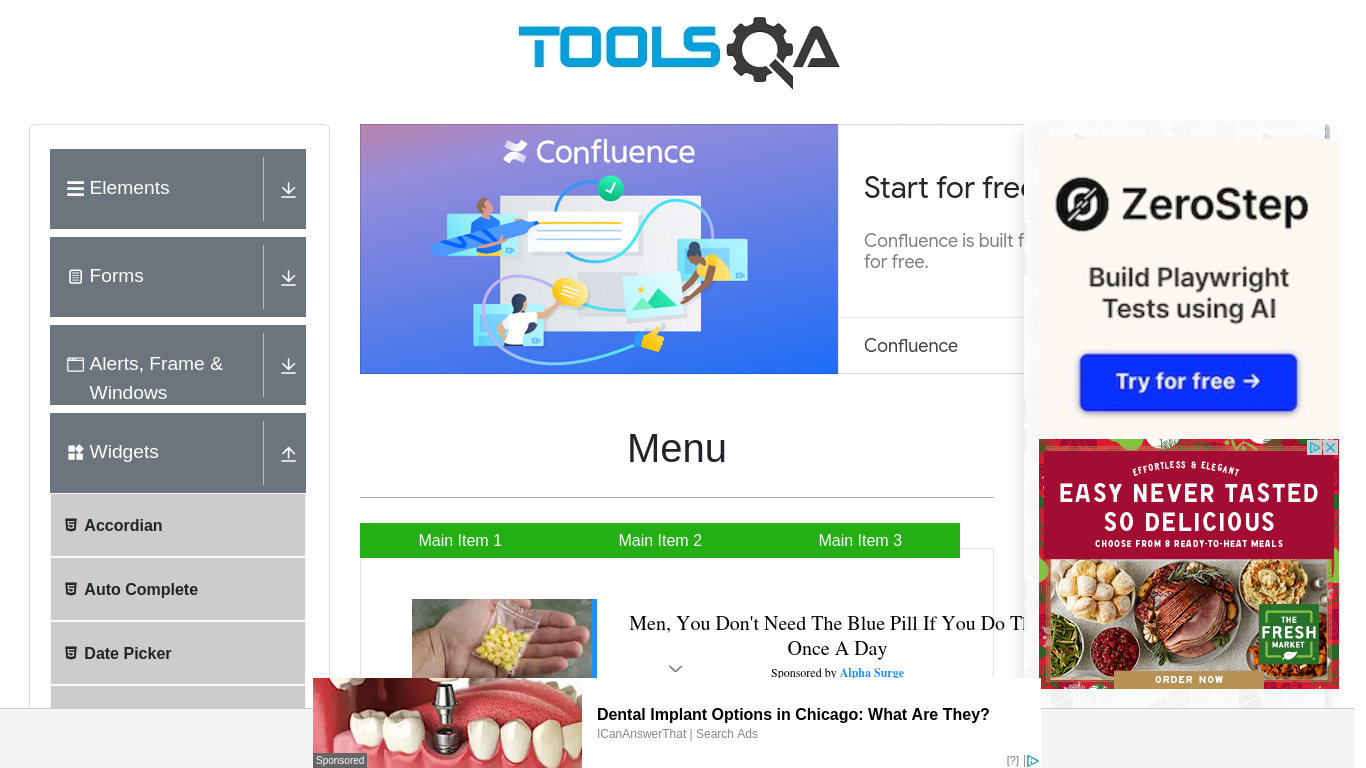 TOOLSQA
Elements
Forms
Alerts, Frame &
Windows
Widgets
Accordian
Auto Complete
Date Picker
Confluence
Start for free
Confluence is built f
for free.
Confluence
Menu
Main Item 1
Main Item 2
Main Item 3
Men, You Don't Need The Blue Pill If You Do Tl
Once A Day
Sponsored by Alpha Surge
ZeroStep
Build Playwright
Tests using AI
Try for free →
EFFORTLESS & ELEGANT
EASY NEVER TASTED
SO DELICIOUS
CHOOSE FROM 8 READY-TO-HEAT MEALS
THE
FRESH
MARKET
ORDER NOW
Dental Implant Options in Chicago: What Are They?
ICanAnswerThat | Search Ads
Sponsored
[?] |